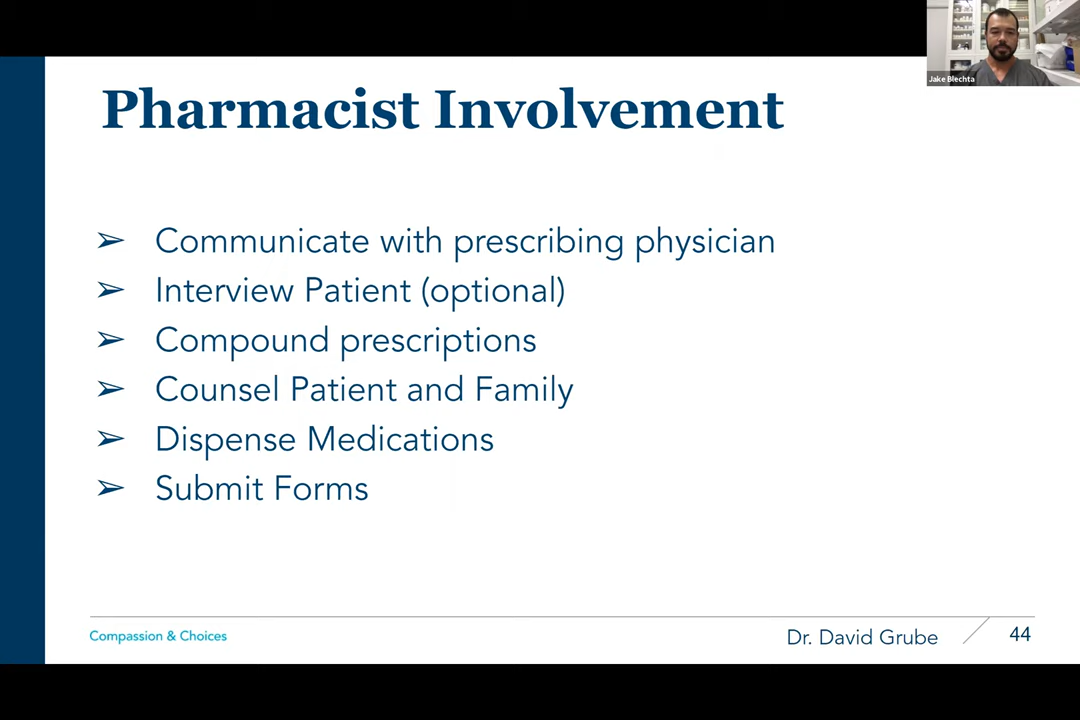 Jake Blechta
Pharmacist Involvement
➢ Communicate with prescribing physician
➢ Interview Patient (optional)
➢ Compound prescriptions
➢ Counsel Patient and Family
➢ Dispense Medications
➢ Submit Forms
Compassion & Choices
Dr. David Grube
44